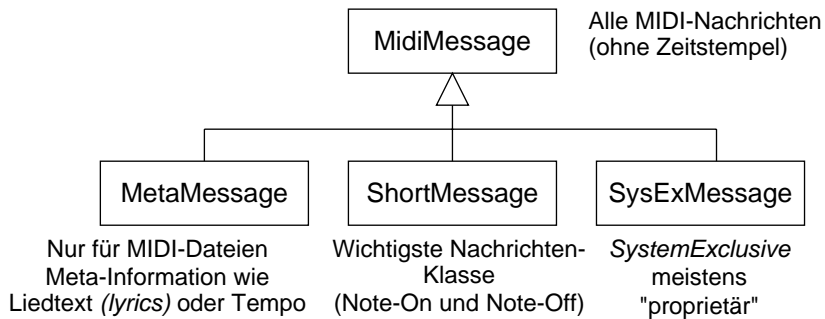 MidiMessage
Alle MIDI-Nachrichten
(ohne Zeitstempel)
MetaMessage
ShortMessage
SysExMessage
Nur für MIDI-Dateien
Meta-Information wie
Liedtext (lyrics) oder Tempo
Wichtigste Nachrichten-
Klasse
(Note-On und Note-Off)
SystemExclusive
meistens
"proprietär"